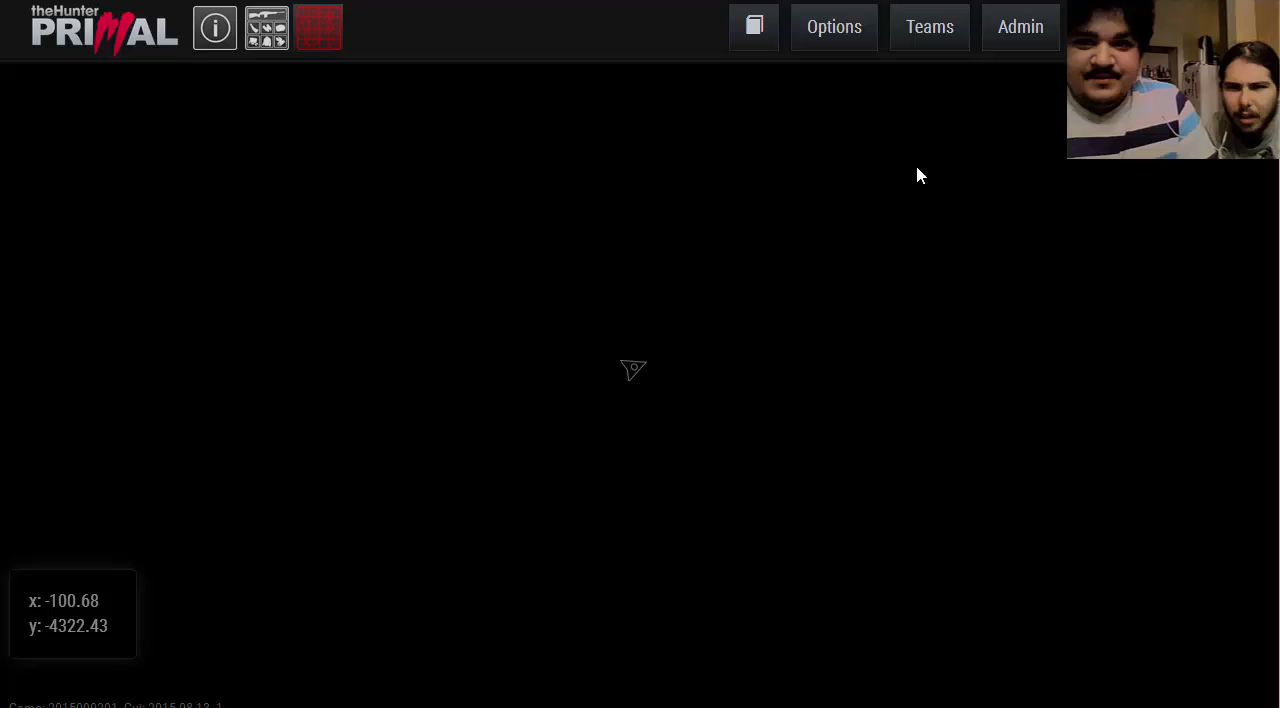 theHunter
PRIMAL
Options
Teams
Admin
x: -100.68
y: -4322.43